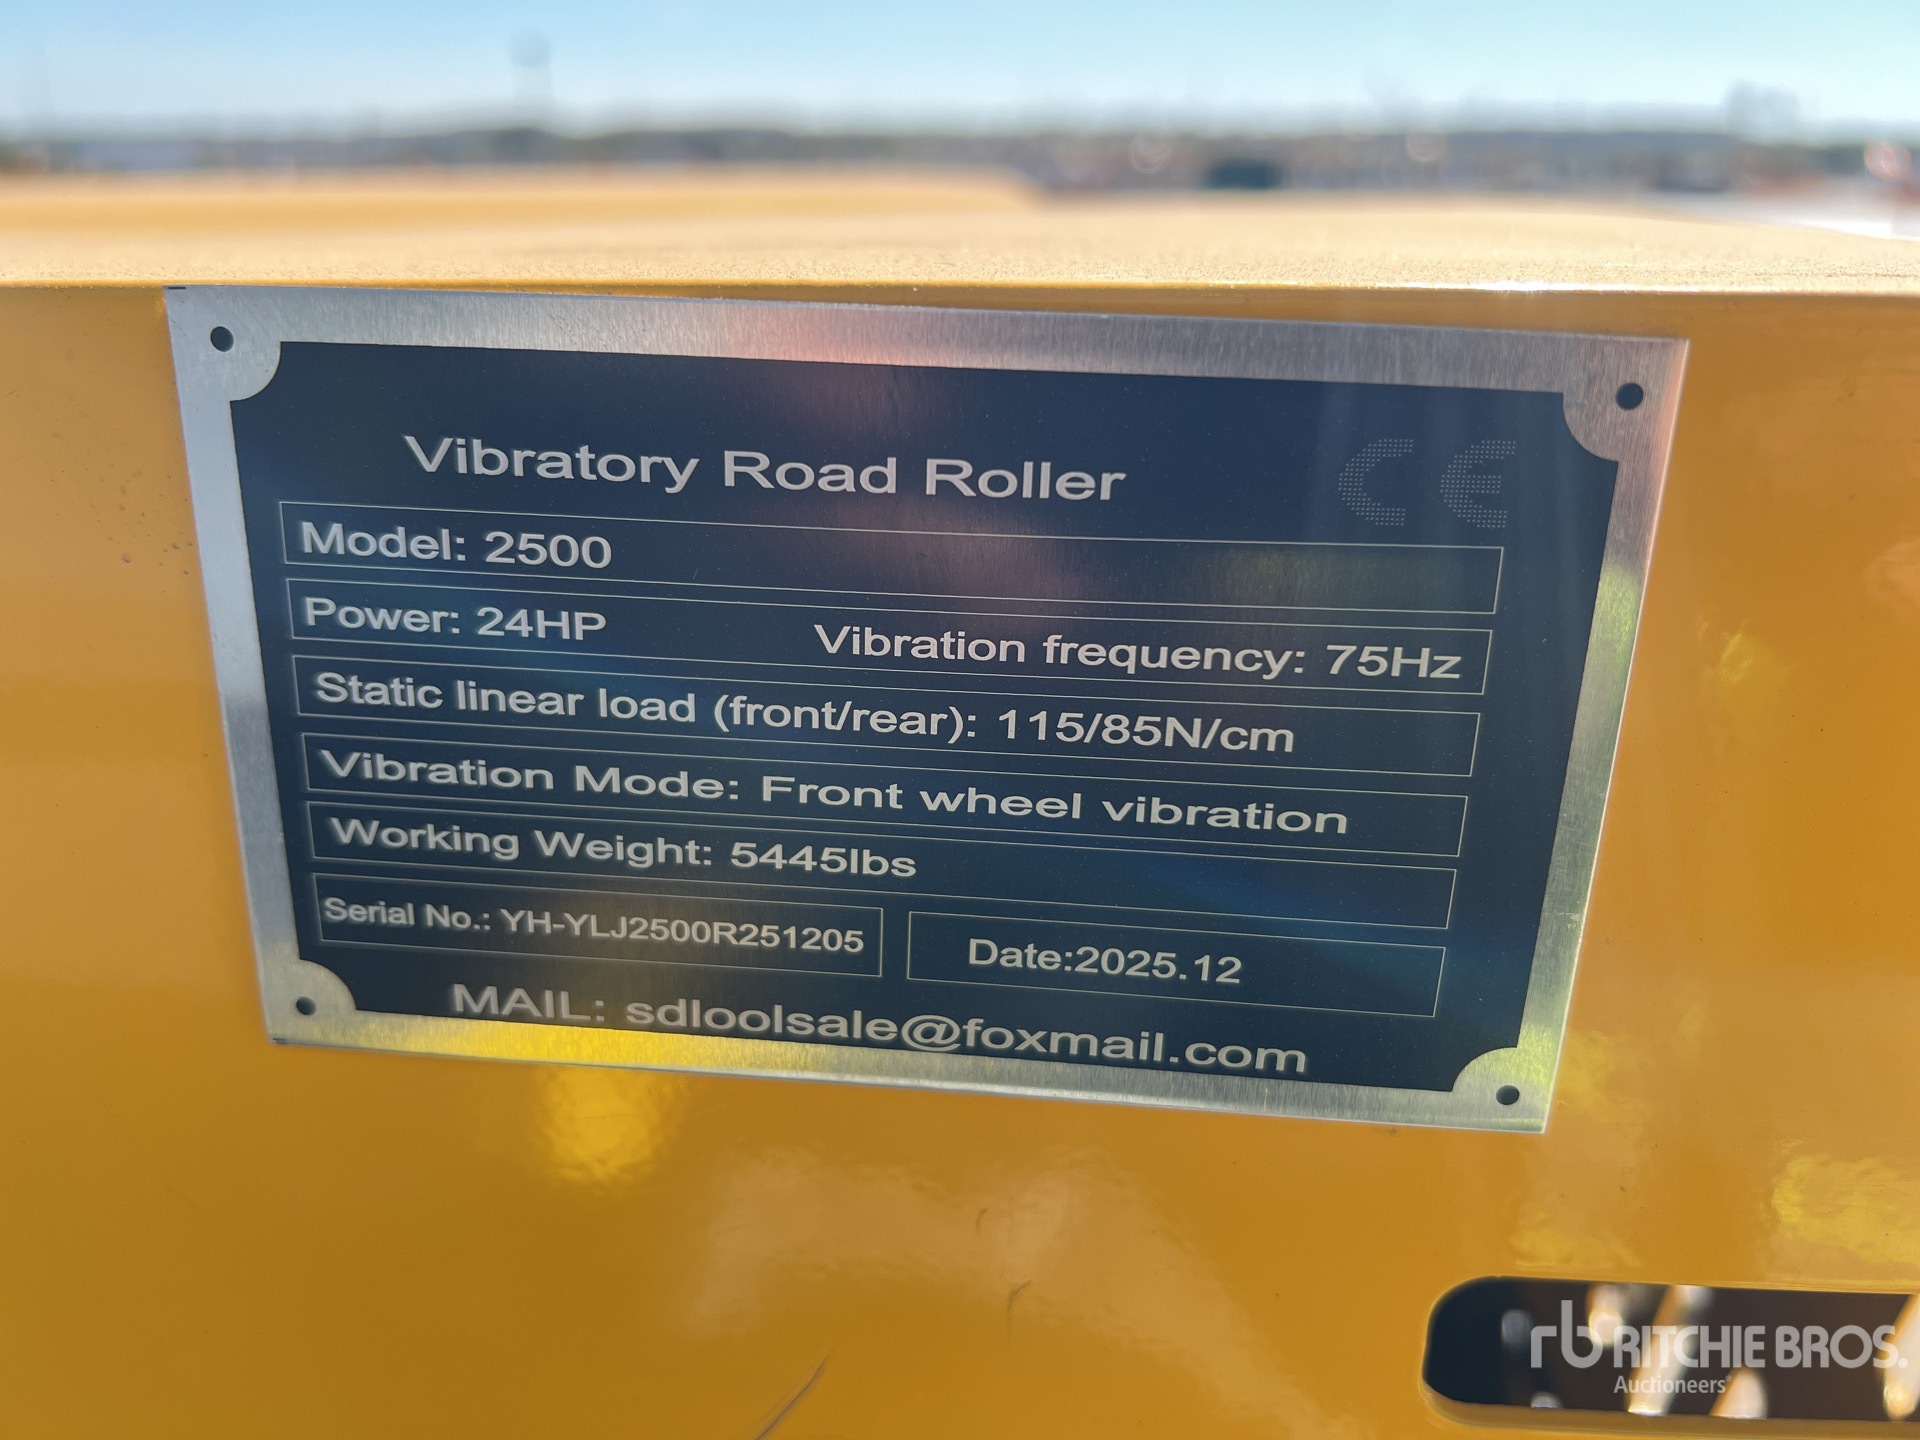 Vibratory Road Roller CE
Model: 2500
Power: 24HP Vibration frequency: 75Hz
Static linear load (front/rear): 115/85N/cm
Vibration Mode: Front wheel vibration
Working Weight: 5445lbs
Serial No.: YH-YLJ2500R251205 Date:2025.12
MAIL: sdloolsale@foxmail.com
rb RITCHIE BROS.
Auctioneers